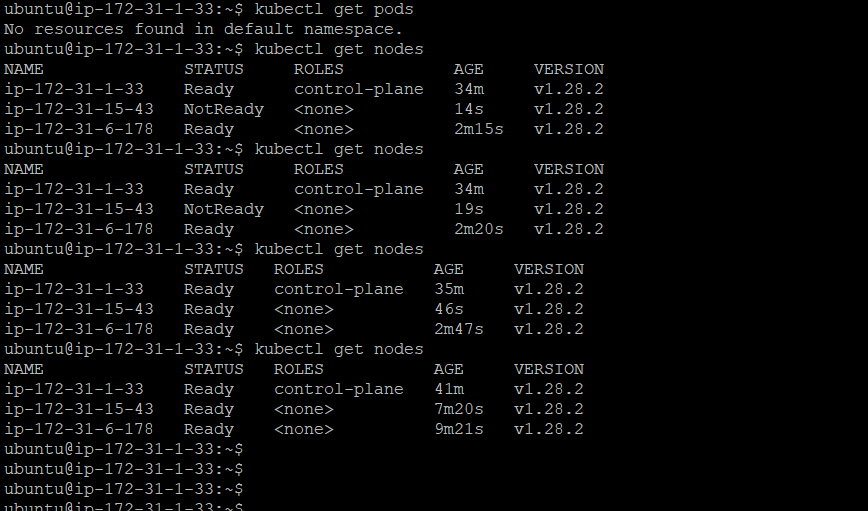 ubuntu@ip-172-31-1-33:~$ kubectl get pods
No resources found in default namespace.
ubuntu@ip-172-31-1-33:~$ kubectl get nodes
NAME              STATUS     ROLES           AGE     VERSION
ip-172-31-1-33    Ready      control-plane   34m     v1.28.2
ip-172-31-15-43   NotReady   <none>          14s     v1.28.2
ip-172-31-6-178   Ready      <none>          2m15s   v1.28.2
ubuntu@ip-172-31-1-33:~$ kubectl get nodes
NAME              STATUS     ROLES           AGE     VERSION
ip-172-31-1-33    Ready      control-plane   34m     v1.28.2
ip-172-31-15-43   NotReady   <none>          19s     v1.28.2
ip-172-31-6-178   Ready      <none>          2m20s   v1.28.2
ubuntu@ip-172-31-1-33:~$ kubectl get nodes
NAME              STATUS   ROLES           AGE     VERSION
ip-172-31-1-33    Ready    control-plane   35m     v1.28.2
ip-172-31-15-43   Ready    <none>          46s     v1.28.2
ip-172-31-6-178   Ready    <none>          2m47s   v1.28.2
ubuntu@ip-172-31-1-33:~$ kubectl get nodes
NAME              STATUS   ROLES           AGE     VERSION
ip-172-31-1-33    Ready    control-plane   41m     v1.28.2
ip-172-31-15-43   Ready    <none>          7m20s   v1.28.2
ip-172-31-6-178   Ready    <none>          9m21s   v1.28.2
ubuntu@ip-172-31-1-33:~$
ubuntu@ip-172-31-1-33:~$
ubuntu@ip-172-31-1-33:~$
ubuntu@ip-172-31-1-33:~$